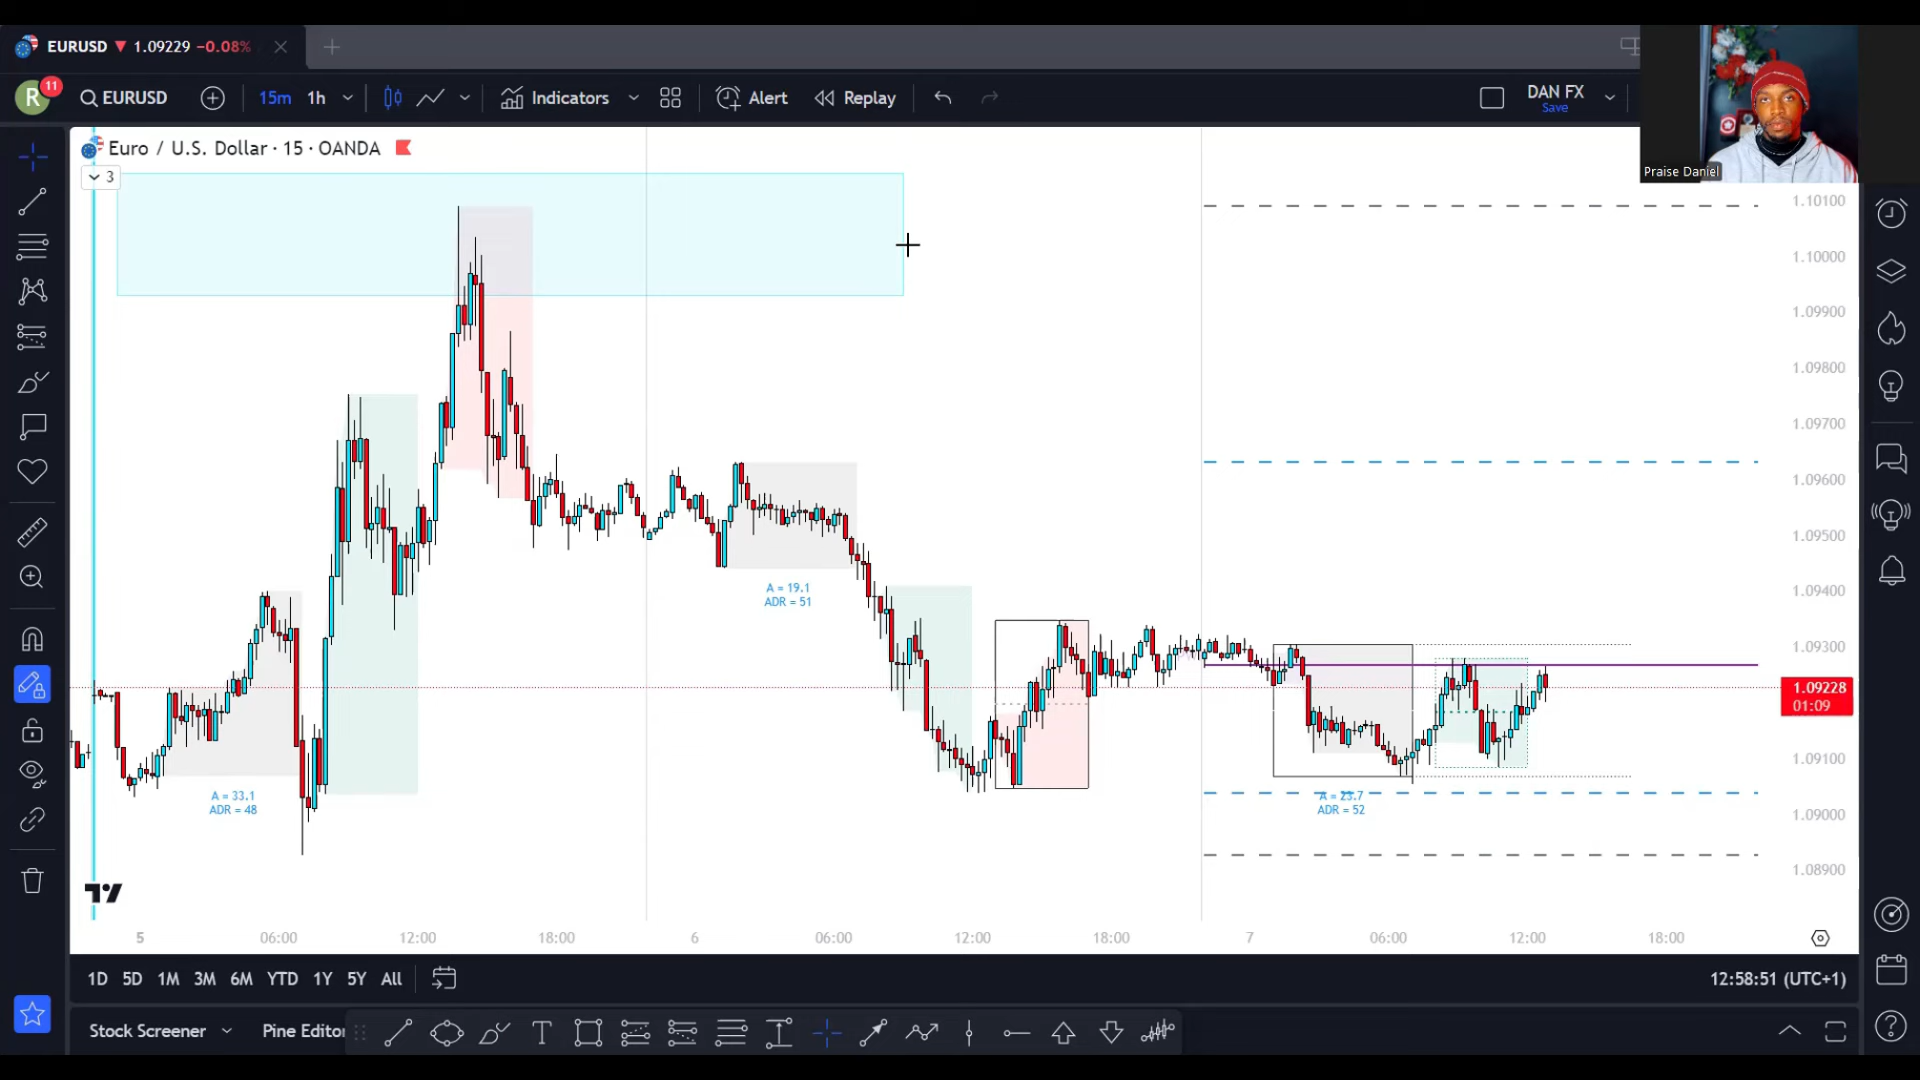 EURUSD 1.09229 −0.08%
R 11 EURUSD 15m 1h Indicators Alert Replay DAN FX
Save
Praise Daniel
Euro / U.S. Dollar · 15 · OANDA
3
1.10100
1.10000
1.09900
1.09800
1.09700
1.09600
1.09500
1.09400
1.09300
1.09228
01:09
1.09100
1.09000
1.08900
A = 19.1
ADR = 51
A = 33.1
ADR = 48
A = 23.7
ADR = 52
5 06:00 12:00 18:00 6 06:00 12:00 18:00 7 06:00 12:00 18:00
1D 5D 1M 3M 6M YTD 1Y 5Y All 12:58:51 (UTC+1)
Stock Screener Pine Editor